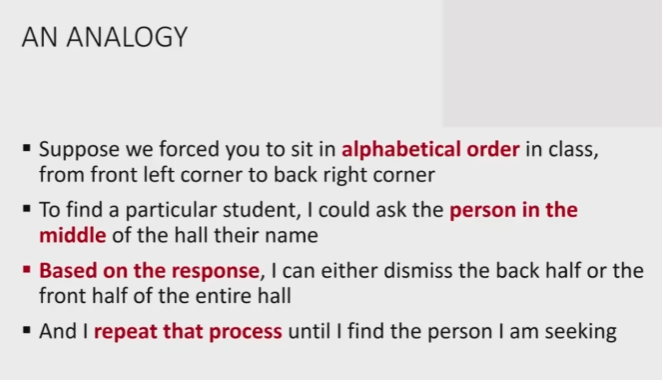 AN ANALOGY
▪ Suppose we forced you to sit in alphabetical order in class,
from front left corner to back right corner
▪ To find a particular student, I could ask the person in the
middle of the hall their name
▪ Based on the response, I can either dismiss the back half or the
front half of the entire hall
▪ And I repeat that process until I find the person I am seeking